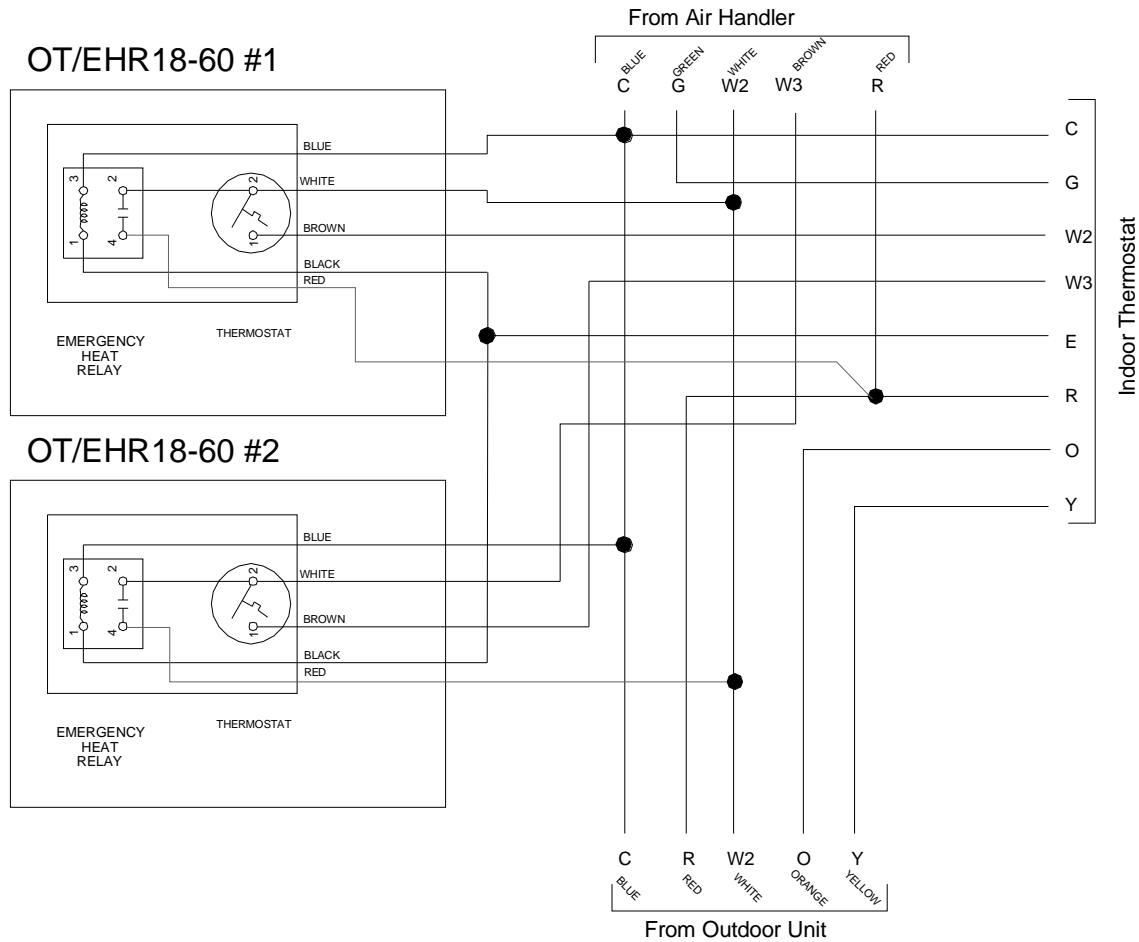 From Air Handler
BLUE
GREEN
WHITE
BROWN
RED
C G W2 W3 R
OT/EHR18-60 #1
3 2 2
1 4 1
BLUE
WHITE
BROWN
BLACK
RED
EMERGENCY
HEAT
RELAY
THERMOSTAT
C
G
W2
W3
E
R
O
Y
Indoor Thermostat
OT/EHR18-60 #2
3 2 2
1 4 1
BLUE
WHITE
BROWN
BLACK
RED
EMERGENCY
HEAT
RELAY
THERMOSTAT
C R W2 O Y
BLUE
RED
WHITE
ORANGE
YELLOW
From Outdoor Unit